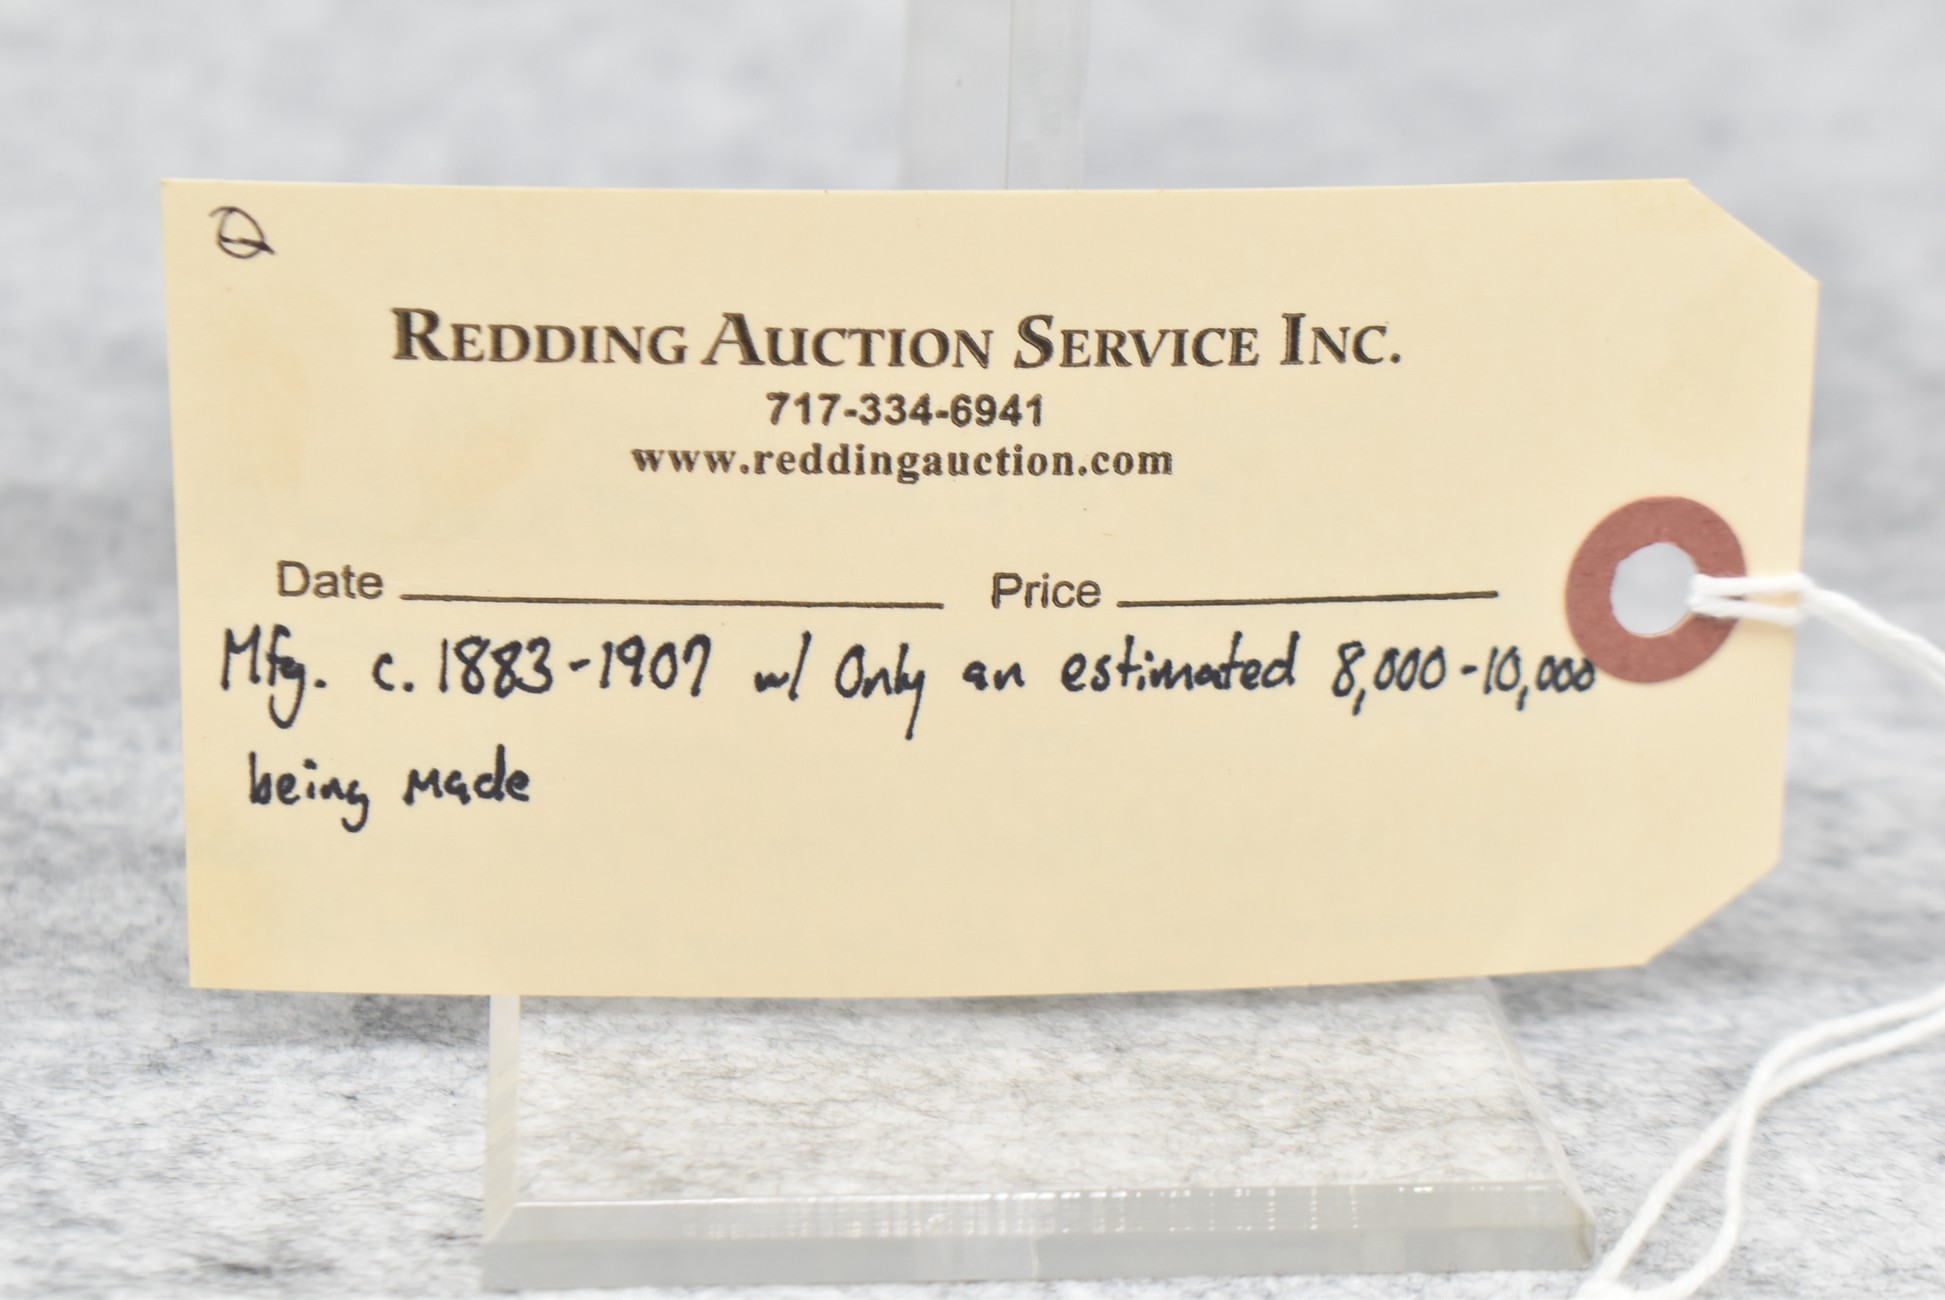 Q
REDDING AUCTION SERVICE INC.
717-334-6941
www.reddingauction.com
Date Price
Mfg. c. 1883-1907 w/ Only an estimated 8,000-10,000
being made